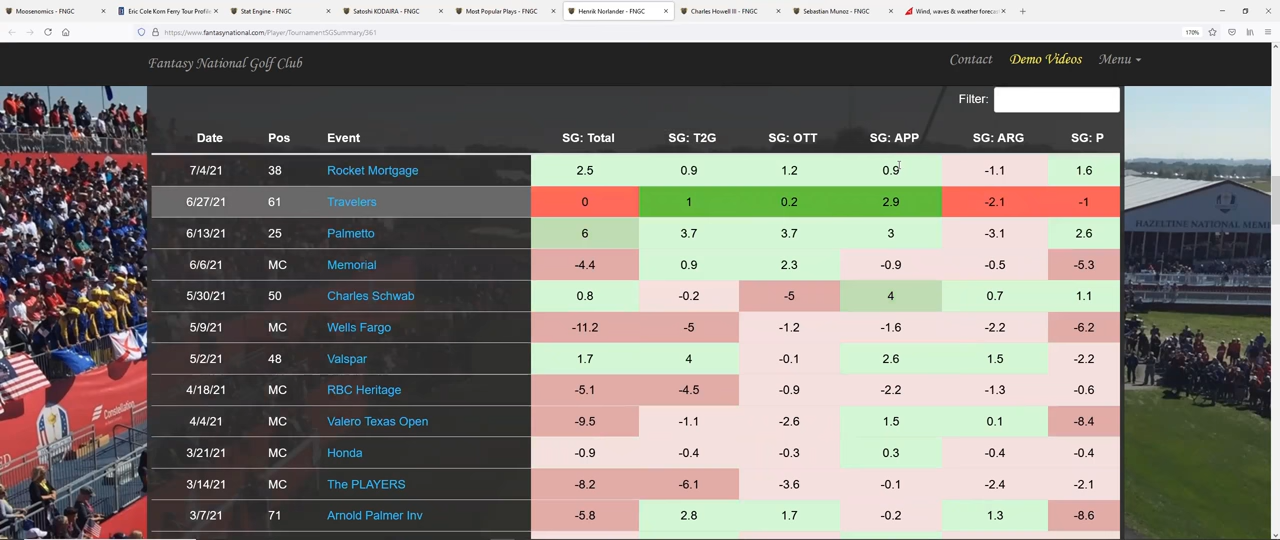 Moosenomics - FNGC Eric Cole Korn Ferry Tour Profile Stat Engine - FNGC Satoshi KODAIRA - FNGC Most Popular Plays - FNGC Henrik Norlander - FNGC Charles Howell III - FNGC Sebastian Munoz - FNGC Wind, waves & weather forecas
https://www.fantasynational.com/Player/TournamentSGSummary/361 170%
Fantasy National Golf Club Contact Demo Videos Menu
Filter:
Date Pos Event SG: Total SG: T2G SG: OTT SG: APP SG: ARG SG: P
7/4/21 38 Rocket Mortgage 2.5 0.9 1.2 0.9 -1.1 1.6
6/27/21 61 Travelers 0 1 0.2 2.9 -2.1 -1
6/13/21 25 Palmetto 6 3.7 3.7 3 -3.1 2.6
6/6/21 MC Memorial -4.4 0.9 2.3 -0.9 -0.5 -5.3
5/30/21 50 Charles Schwab 0.8 -0.2 -5 4 0.7 1.1
5/9/21 MC Wells Fargo -11.2 -5 -1.2 -1.6 -2.2 -6.2
5/2/21 48 Valspar 1.7 4 -0.1 2.6 1.5 -2.2
4/18/21 MC RBC Heritage -5.1 -4.5 -0.9 -2.2 -1.3 -0.6
4/4/21 MC Valero Texas Open -9.5 -1.1 -2.6 1.5 0.1 -8.4
3/21/21 MC Honda -0.9 -0.4 -0.3 0.3 -0.4 -0.4
3/14/21 MC The PLAYERS -8.2 -6.1 -3.6 -0.1 -2.4 -2.1
3/7/21 71 Arnold Palmer Inv -5.8 2.8 1.7 -0.2 1.3 -8.6
HAZELTINE NATIONAL